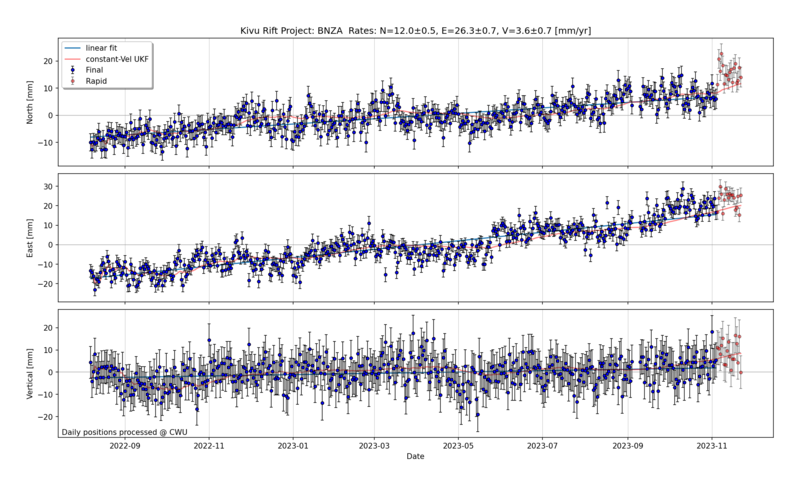 Kivu Rift Project: BNZA  Rates: N=12.0±0.5, E=26.3±0.7, V=3.6±0.7 [mm/yr]
linear fit
constant-Vel UKF
Final
Rapid
North [mm]
20
10
0
−10
East [mm]
30
20
10
0
−10
−20
Vertical [mm]
20
10
0
−10
−20
Daily positions processed @ CWU
2022-09 2022-11 2023-01 2023-03 2023-05 2023-07 2023-09 2023-11
Date